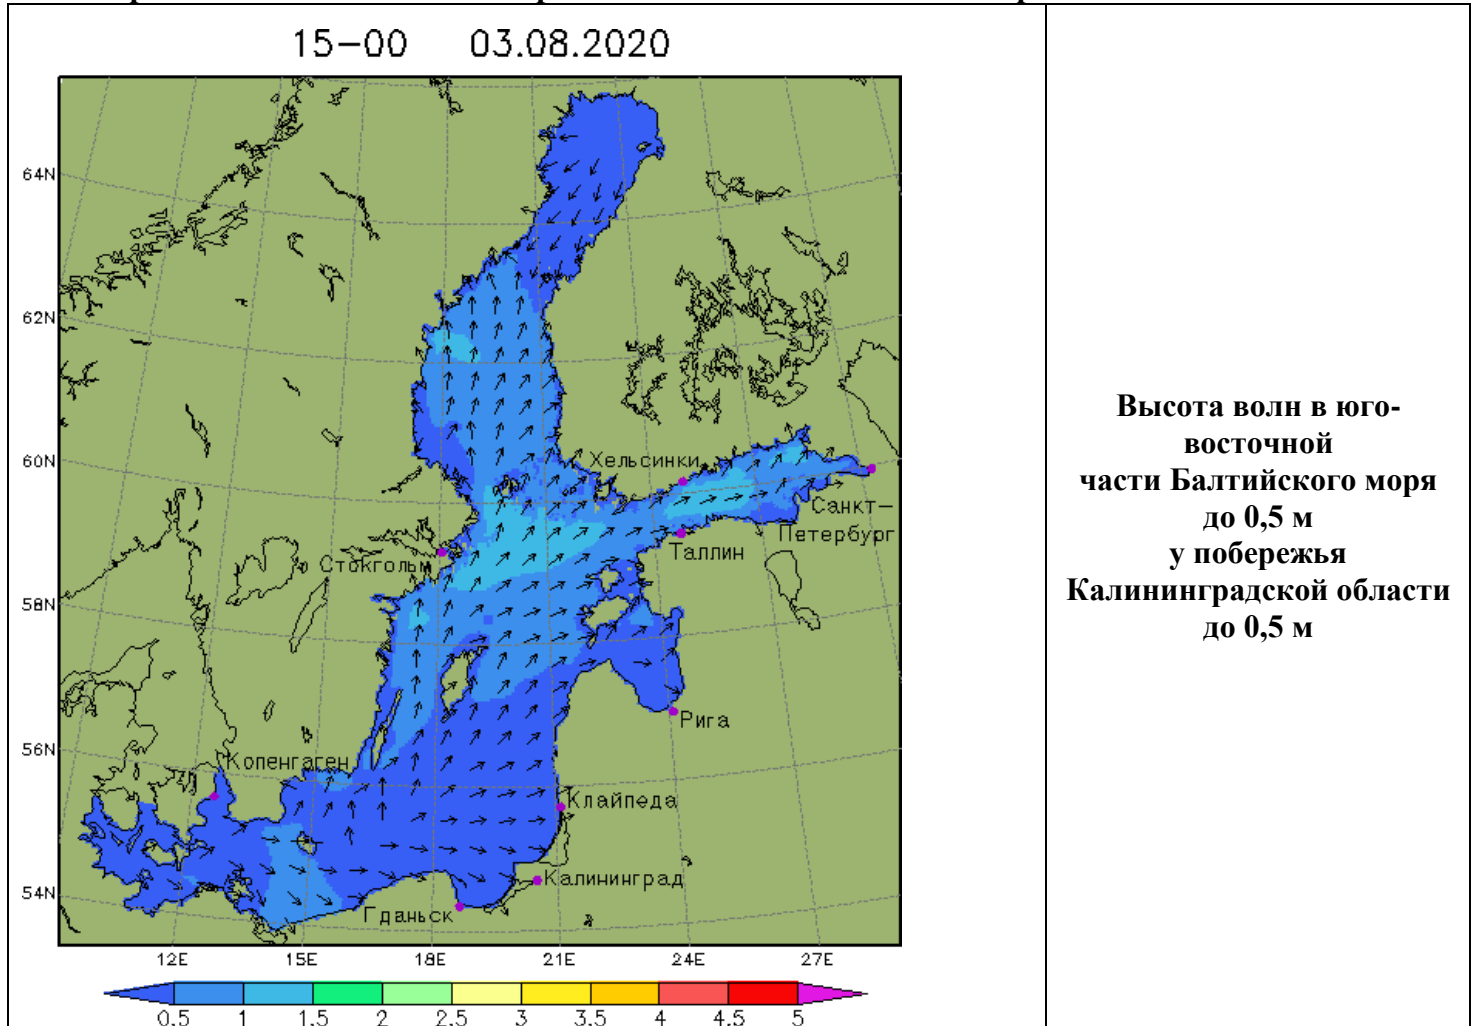 15-00 03.08.2020
64N
62N
60N
58N
56N
54N
Хельсинки
Санкт-
Петербург
Таллин
Стокгольм
Рига
Копенгаген
Клайпеда
Калининград
Гданьск
12E 15E 18E 21E 24E 27E
0.5 1 1.5 2 2.5 3 3.5 4 4.5 5
Высота волн в юго-
восточной
части Балтийского моря
до 0,5 м
у побережья
Калининградской области
до 0,5 м